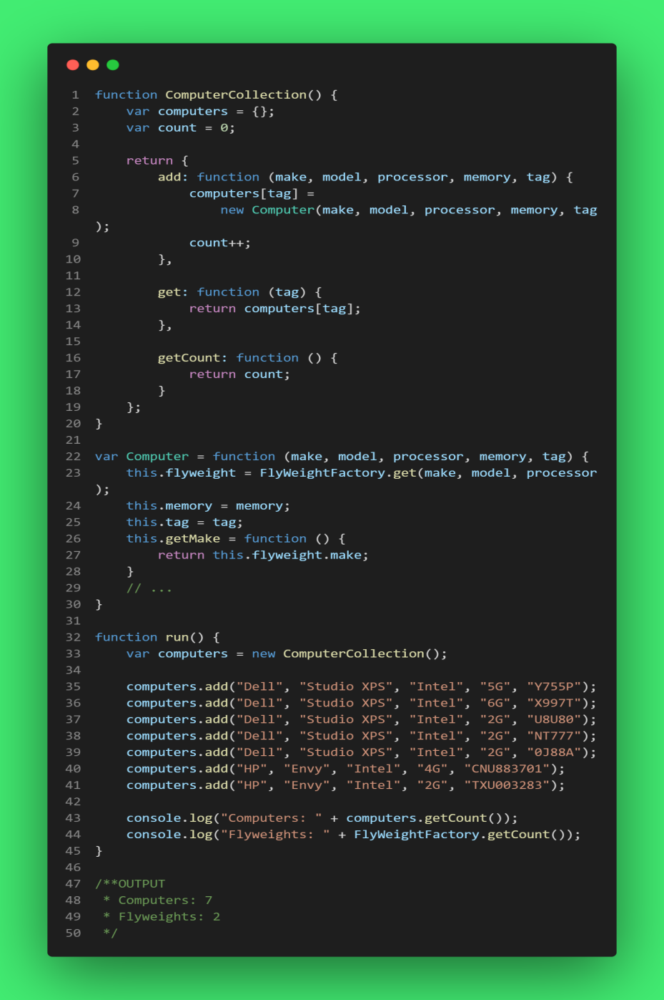 1 function ComputerCollection() {
2     var computers = {};
3     var count = 0;
4
5     return {
6         add: function (make, model, processor, memory, tag) {
7             computers[tag] =
8                 new Computer(make, model, processor, memory, tag
);
9             count++;
10         },
11
12         get: function (tag) {
13             return computers[tag];
14         },
15
16         getCount: function () {
17             return count;
18         }
19     };
20 }
21
22 var Computer = function (make, model, processor, memory, tag) {
23     this.flyweight = FlyWeightFactory.get(make, model, processor
);
24     this.memory = memory;
25     this.tag = tag;
26     this.getMake = function () {
27         return this.flyweight.make;
28     }
29     // ...
30 }
31
32 function run() {
33     var computers = new ComputerCollection();
34
35     computers.add("Dell", "Studio XPS", "Intel", "5G", "Y755P");
36     computers.add("Dell", "Studio XPS", "Intel", "6G", "X997T");
37     computers.add("Dell", "Studio XPS", "Intel", "2G", "U8U80");
38     computers.add("Dell", "Studio XPS", "Intel", "2G", "NT777");
39     computers.add("Dell", "Studio XPS", "Intel", "2G", "0J88A");
40     computers.add("HP", "Envy", "Intel", "4G", "CNU883701");
41     computers.add("HP", "Envy", "Intel", "2G", "TXU003283");
42
43     console.log("Computers: " + computers.getCount());
44     console.log("Flyweights: " + FlyWeightFactory.getCount());
45 }
46
47 /**OUTPUT
48  * Computers: 7
49  * Flyweights: 2
50  */